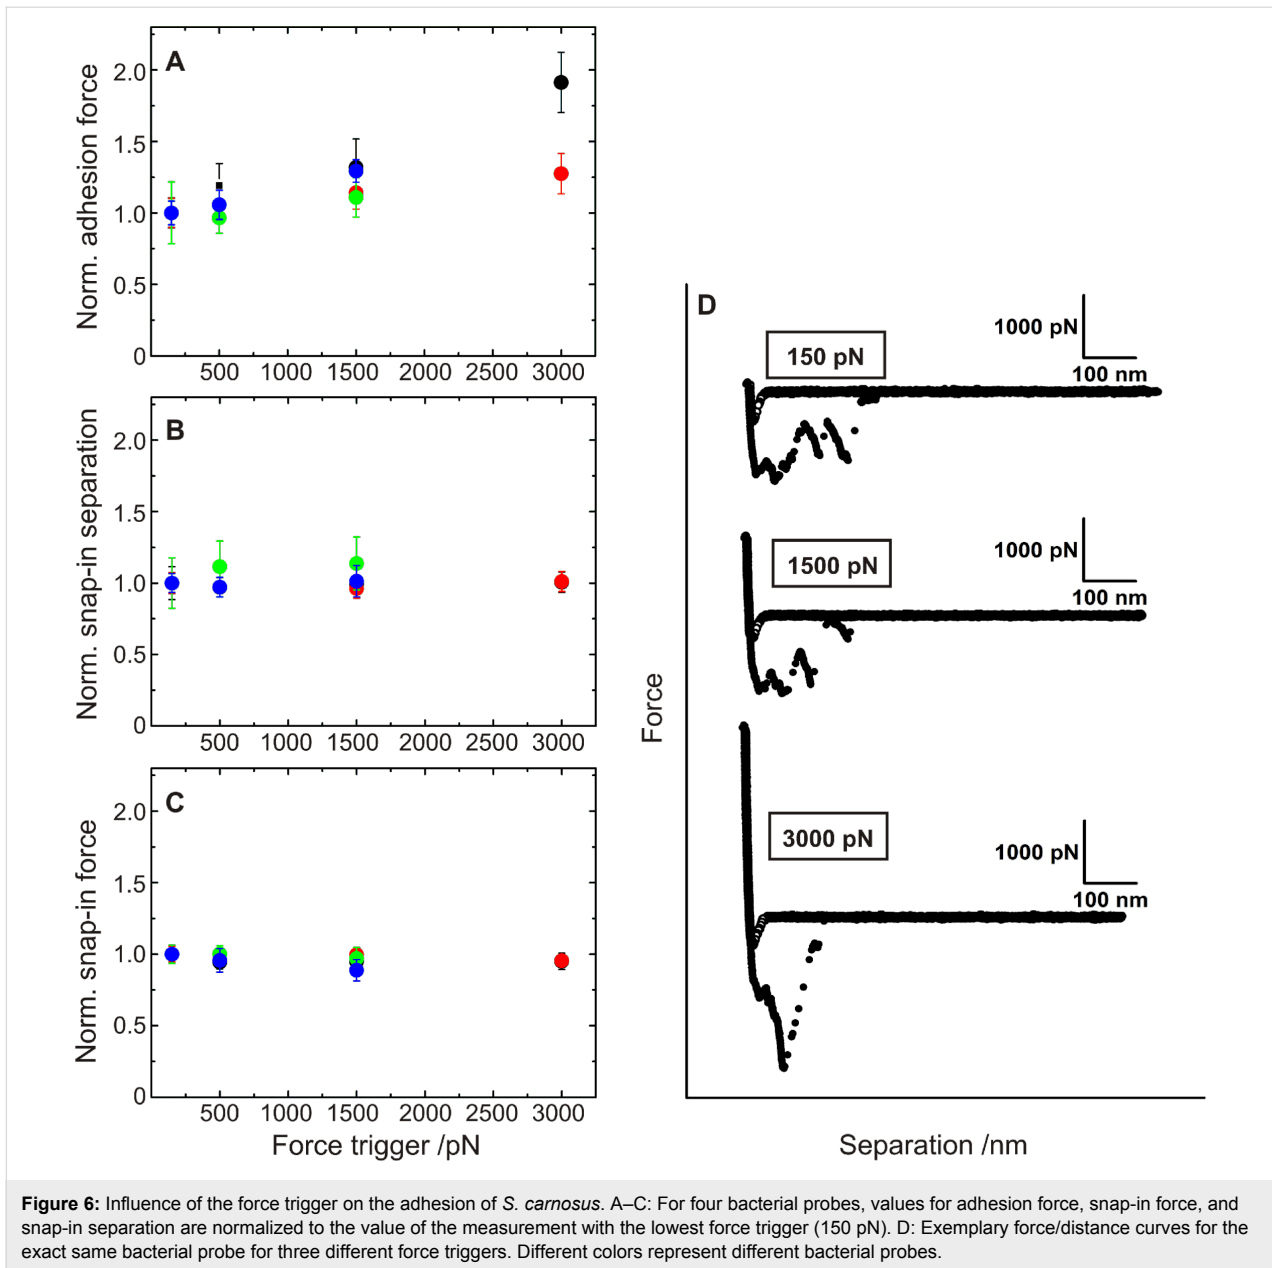 A
Norm. adhesion force
2.0
1.5
1.0
0.5
0
500 1000 1500 2000 2500 3000
B
Norm. snap-in separation
2.0
1.5
1.0
0.5
0
500 1000 1500 2000 2500 3000
C
Norm. snap-in force
2.0
1.5
1.0
0.5
0
500 1000 1500 2000 2500 3000
Force trigger /pN
D
Force
150 pN
1000 pN
100 nm
1500 pN
1000 pN
100 nm
3000 pN
1000 pN
100 nm
Separation /nm
Figure 6: Influence of the force trigger on the adhesion of S. carnosus. A–C: For four bacterial probes, values for adhesion force, snap-in force, and
snap-in separation are normalized to the value of the measurement with the lowest force trigger (150 pN). D: Exemplary force/distance curves for the
exact same bacterial probe for three different force triggers. Different colors represent different bacterial probes.